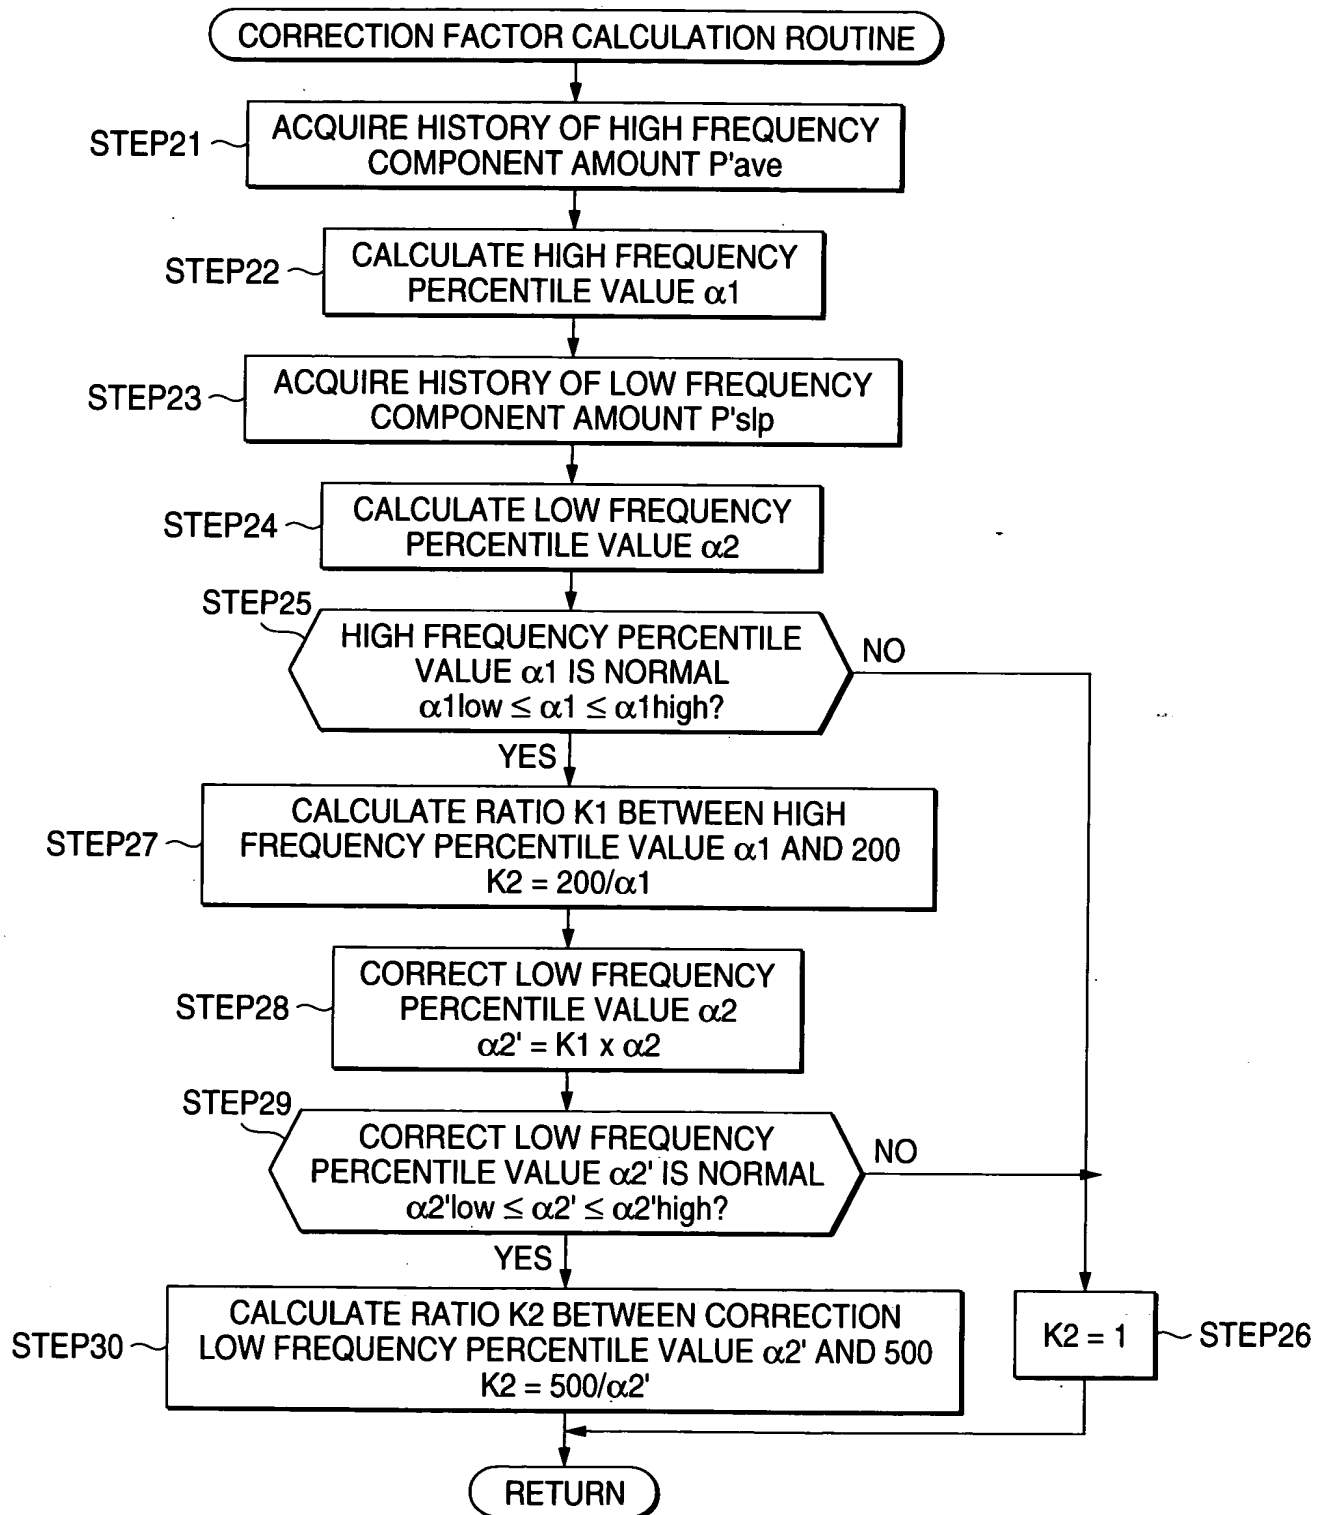 CORRECTION FACTOR CALCULATION ROUTINE
STEP21
ACQUIRE HISTORY OF HIGH FREQUENCY
COMPONENT AMOUNT P'ave
STEP22
CALCULATE HIGH FREQUENCY
PERCENTILE VALUE α1
STEP23
ACQUIRE HISTORY OF LOW FREQUENCY
COMPONENT AMOUNT P'slp
STEP24
CALCULATE LOW FREQUENCY
PERCENTILE VALUE α2
STEP25
HIGH FREQUENCY PERCENTILE
VALUE α1 IS NORMAL
α1low ≤ α1 ≤ α1high?
NO
YES
STEP27
CALCULATE RATIO K1 BETWEEN HIGH
FREQUENCY PERCENTILE VALUE α1 AND 200
K2 = 200/α1
STEP28
CORRECT LOW FREQUENCY
PERCENTILE VALUE α2
α2' = K1 x α2
STEP29
CORRECT LOW FREQUENCY
PERCENTILE VALUE α2' IS NORMAL
α2'low ≤ α2' ≤ α2'high?
NO
YES
STEP30
CALCULATE RATIO K2 BETWEEN CORRECTION
LOW FREQUENCY PERCENTILE VALUE α2' AND 500
K2 = 500/α2'
K2 = 1
STEP26
RETURN